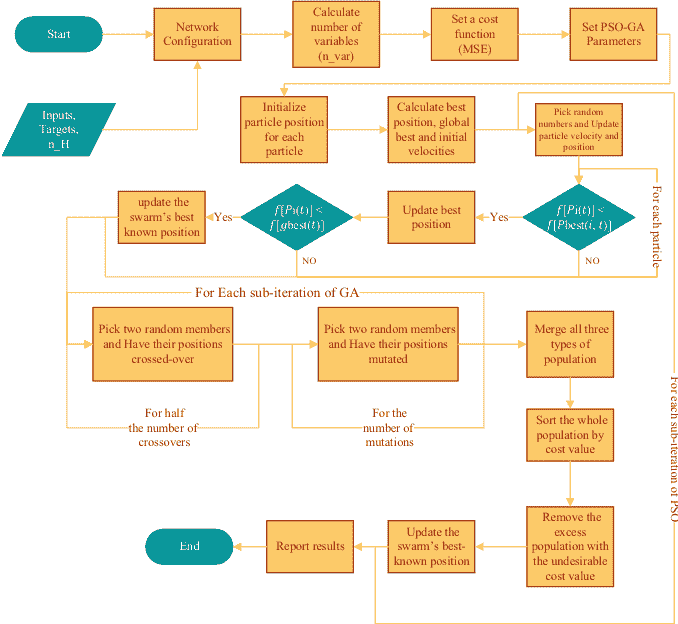 Start
Network
Configuration
Calculate
number of
variables
(n_var)
Set a cost
function
(MSE)
Set PSO-GA
Parameters
Inputs,
Targets,
n_H
Initialize
particle position
for each
particle
Calculate best
position, global
best and initial
velocities
Pick random
numbers and Update
particle velocity and
position
For each particle
f[Pi(t)] <
f[Pbest(i, t)]
Yes
NO
Update best
position
f[Pi(t)] <
f[gbest(t)]
Yes
NO
update the
swarm's best
known position
For Each sub-iteration of GA
Pick two random members
and Have their positions
crossed-over
For half
the number of
crossovers
Pick two random members
and Have their positions
mutated
For the
number of
mutations
Merge all three
types of
population
Sort the whole
population by
cost value
Remove the
excess
population with
the undesirable
cost value
For each sub-iteration of PSO
Update the
swarm's best-
known position
Report results
End